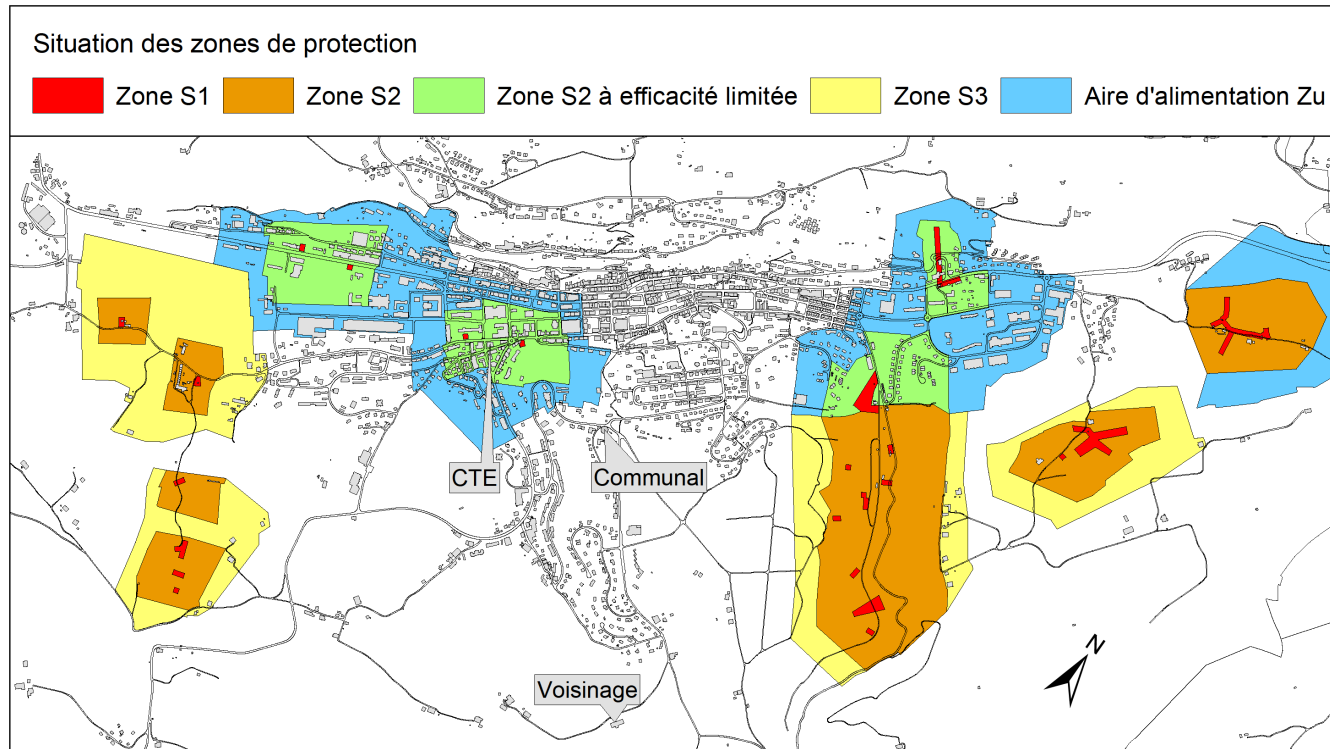 Situation des zones de protection
Zone S1 Zone S2 Zone S2 à efficacité limitée Zone S3 Aire d'alimentation Zu
CTE
Communal
N
Voisinage